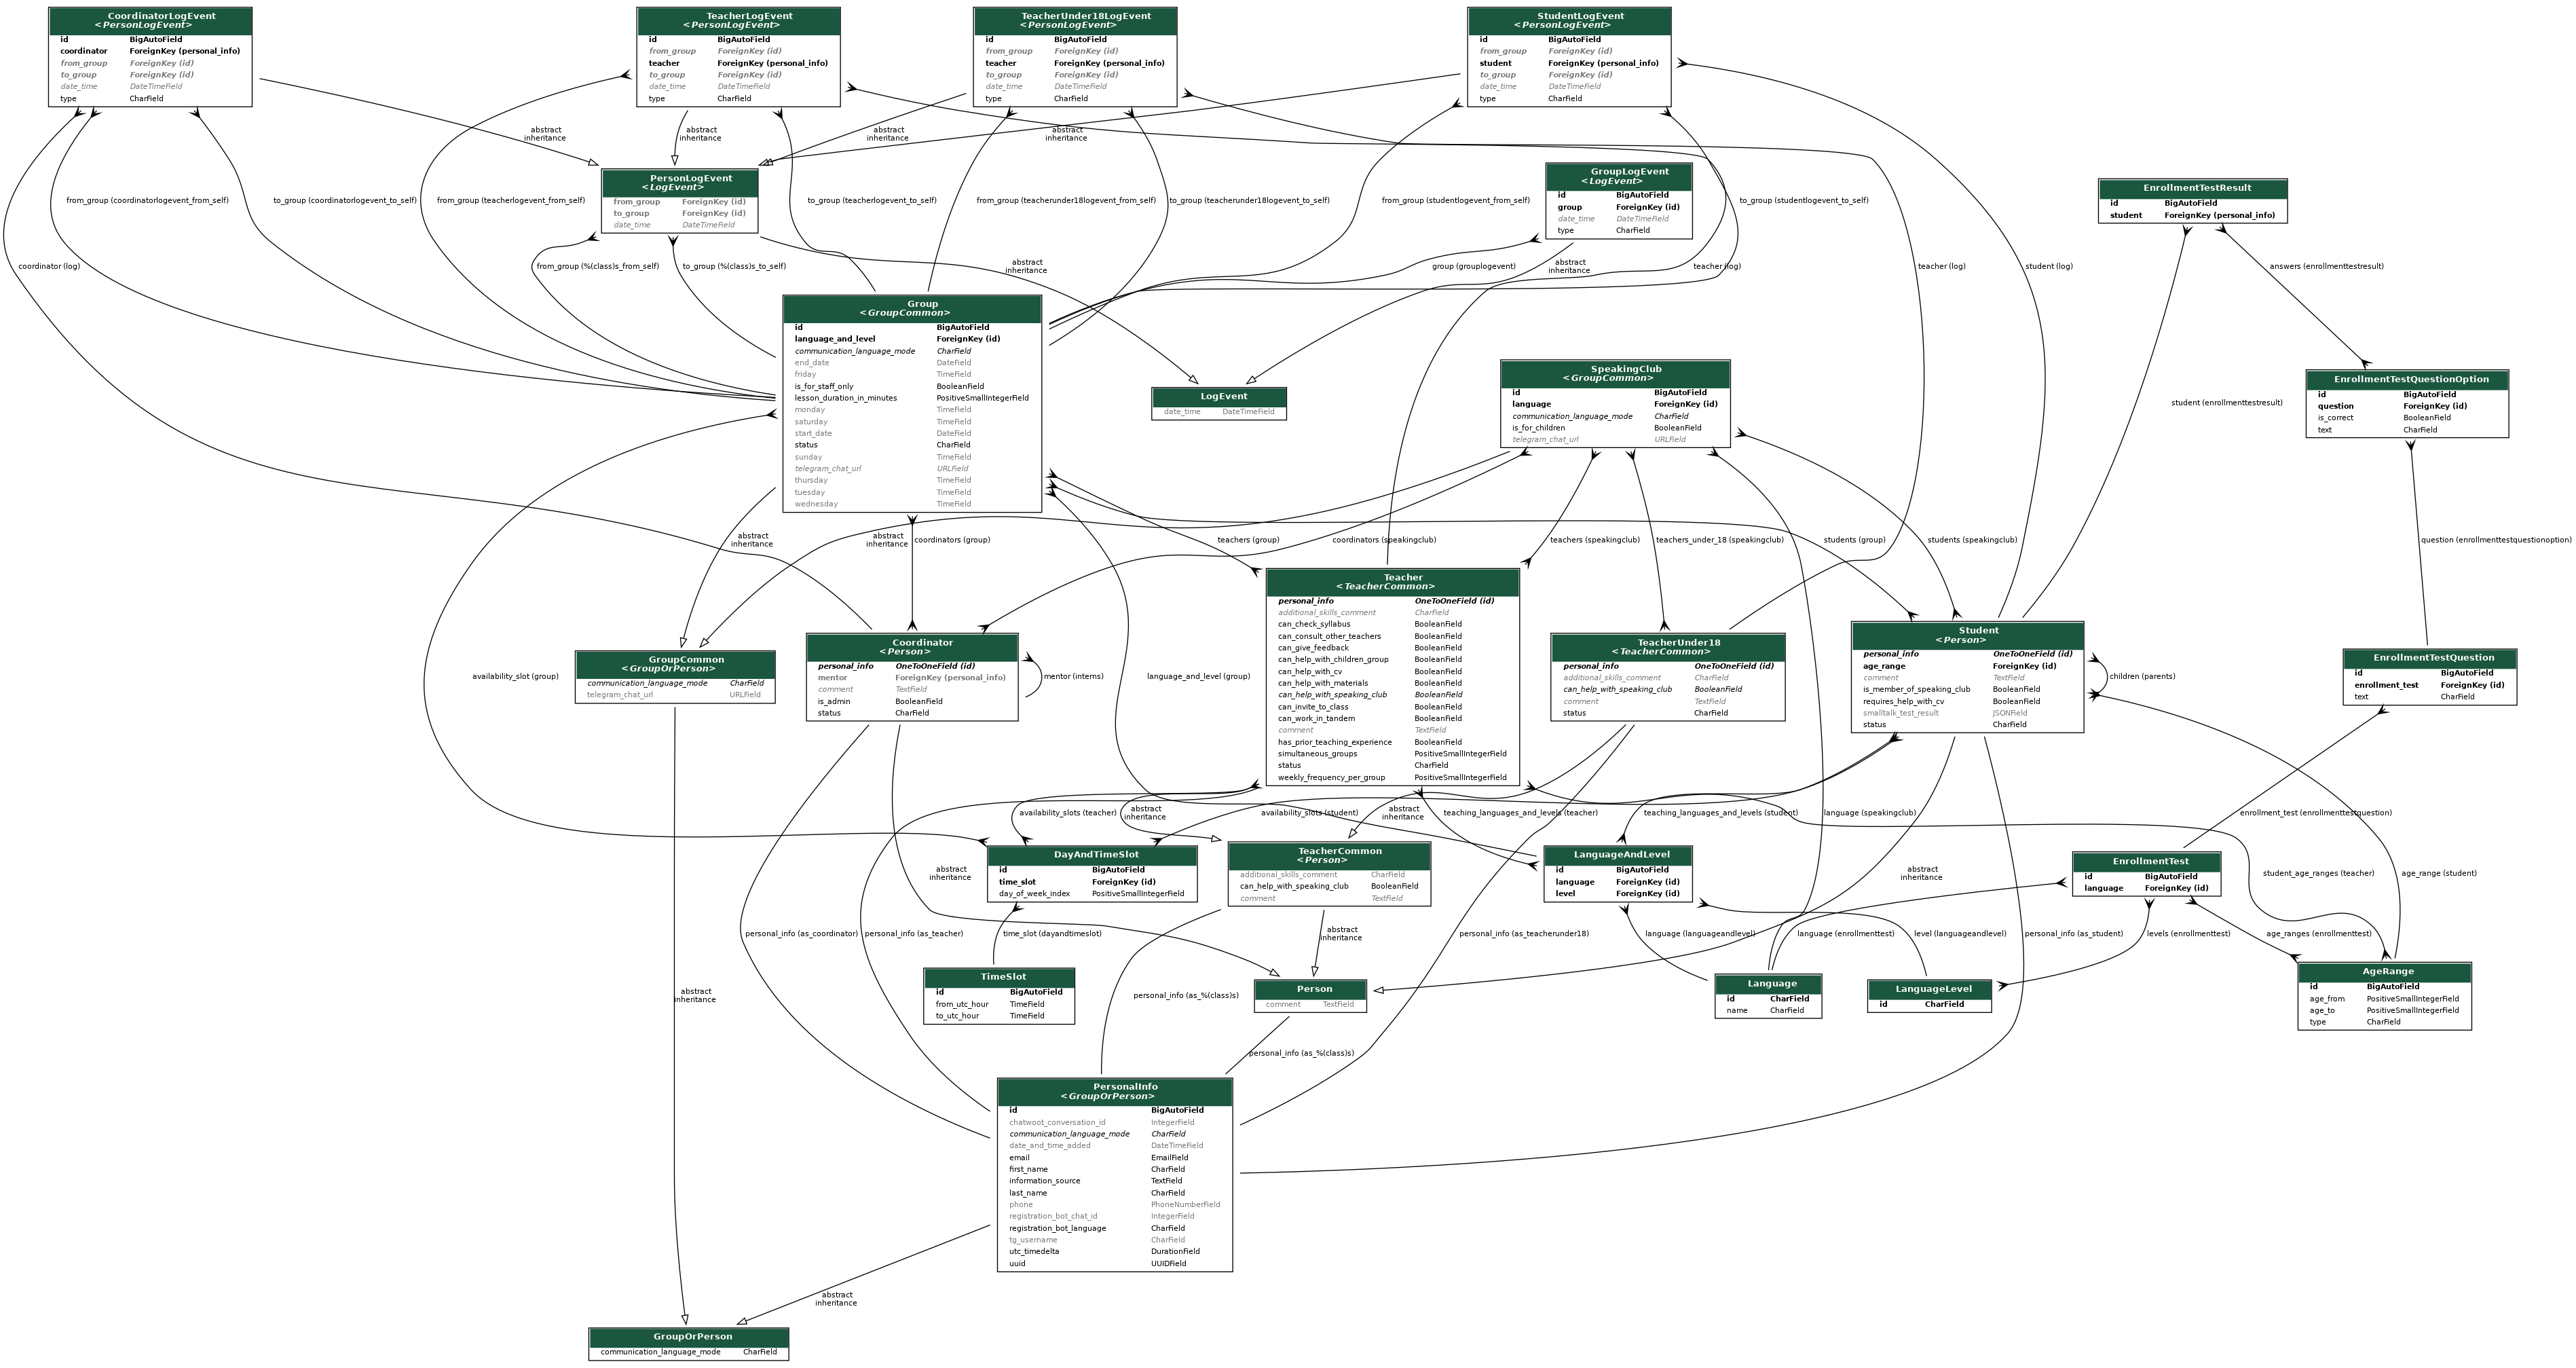 CoordinatorLogEvent
<PersonLogEvent>
id BigAutoField
coordinator ForeignKey (personal_info)
from_group ForeignKey (id)
to_group ForeignKey (id)
date_time DateTimeField
type CharField
TeacherLogEvent
<PersonLogEvent>
id BigAutoField
from_group ForeignKey (id)
teacher ForeignKey (personal_info)
to_group ForeignKey (id)
date_time DateTimeField
type CharField
TeacherUnder18LogEvent
<PersonLogEvent>
id BigAutoField
from_group ForeignKey (id)
teacher ForeignKey (personal_info)
to_group ForeignKey (id)
date_time DateTimeField
type CharField
StudentLogEvent
<PersonLogEvent>
id BigAutoField
from_group ForeignKey (id)
student ForeignKey (personal_info)
to_group ForeignKey (id)
date_time DateTimeField
type CharField
abstract
inheritance
abstract
inheritance
abstract
inheritance
abstract
inheritance
PersonLogEvent
<LogEvent>
from_group ForeignKey (id)
to_group ForeignKey (id)
date_time DateTimeField
GroupLogEvent
<LogEvent>
id BigAutoField
group ForeignKey (id)
date_time DateTimeField
type CharField
EnrollmentTestResult
id BigAutoField
student ForeignKey (personal_info)
from_group (coordinatorlogevent_from_self)
to_group (coordinatorlogevent_to_self)
from_group (teacherlogevent_from_self)
to_group (teacherlogevent_to_self)
from_group (teacherunder18logevent_from_self)
to_group (teacherunder18logevent_to_self)
from_group (studentlogevent_from_self)
to_group (studentlogevent_to_self)
coordinator (log)
from_group (%(class)s_from_self)
to_group (%(class)s_to_self)
abstract
inheritance
group (grouplogevent)
abstract
inheritance
teacher (log)
teacher (log)
student (log)
answers (enrollmenttestresult)
Group
<GroupCommon>
id BigAutoField
language_and_level ForeignKey (id)
communication_language_mode CharField
end_date DateField
friday TimeField
is_for_staff_only BooleanField
lesson_duration_in_minutes PositiveSmallIntegerField
monday TimeField
saturday TimeField
start_date DateField
status CharField
sunday TimeField
telegram_chat_url URLField
thursday TimeField
tuesday TimeField
wednesday TimeField
LogEvent
date_time DateTimeField
SpeakingClub
<GroupCommon>
id BigAutoField
language ForeignKey (id)
communication_language_mode CharField
is_for_children BooleanField
telegram_chat_url URLField
student (enrollmenttestresult)
EnrollmentTestQuestionOption
id BigAutoField
question ForeignKey (id)
is_correct BooleanField
text CharField
abstract
inheritance
abstract
inheritance
coordinators (group)
teachers (group)
coordinators (speakingclub)
teachers (speakingclub)
teachers_under_18 (speakingclub)
students (group)
students (speakingclub)
question (enrollmenttestquestionoption)
GroupCommon
<GroupOrPerson>
communication_language_mode CharField
telegram_chat_url URLField
Coordinator
<Person>
personal_info OneToOneField (id)
mentor ForeignKey (personal_info)
comment TextField
is_admin BooleanField
status CharField
mentor (interns)
Teacher
<TeacherCommon>
personal_info OneToOneField (id)
additional_skills_comment CharField
can_check_syllabus BooleanField
can_consult_other_teachers BooleanField
can_give_feedback BooleanField
can_help_with_children_group BooleanField
can_help_with_cv BooleanField
can_help_with_materials BooleanField
can_help_with_speaking_club BooleanField
can_invite_to_class BooleanField
can_work_in_tandem BooleanField
comment TextField
has_prior_teaching_experience BooleanField
simultaneous_groups PositiveSmallIntegerField
status CharField
weekly_frequency_per_group PositiveSmallIntegerField
TeacherUnder18
<TeacherCommon>
personal_info OneToOneField (id)
additional_skills_comment CharField
can_help_with_speaking_club BooleanField
comment TextField
status CharField
Student
<Person>
personal_info OneToOneField (id)
age_range ForeignKey (id)
comment TextField
is_member_of_speaking_club BooleanField
requires_help_with_cv BooleanField
smalltalk_test_result JSONField
status CharField
children (parents)
EnrollmentTestQuestion
id BigAutoField
enrollment_test ForeignKey (id)
text CharField
availability_slot (group)
language_and_level (group)
availability_slots (teacher)
abstract
inheritance
availability_slots (student)
abstract
inheritance
teaching_languages_and_levels (teacher)
teaching_languages_and_levels (student)
language (speakingclub)
enrollment_test (enrollmenttestquestion)
DayAndTimeSlot
id BigAutoField
time_slot ForeignKey (id)
day_of_week_index PositiveSmallIntegerField
TeacherCommon
<Person>
additional_skills_comment CharField
can_help_with_speaking_club BooleanField
comment TextField
LanguageAndLevel
id BigAutoField
language ForeignKey (id)
level ForeignKey (id)
EnrollmentTest
id BigAutoField
language ForeignKey (id)
abstract
inheritance
abstract
inheritance
student_age_ranges (teacher)
age_range (student)
personal_info (as_coordinator)
personal_info (as_teacher)
time_slot (dayandtimeslot)
abstract
inheritance
personal_info (as_teacherunder18)
language (languageandlevel)
language (enrollmenttest)
level (languageandlevel)
personal_info (as_student)
levels (enrollmenttest)
age_ranges (enrollmenttest)
TimeSlot
id BigAutoField
from_utc_hour TimeField
to_utc_hour TimeField
abstract
inheritance
personal_info (as_%(class)s)
Person
comment TextField
Language
id CharField
name CharField
LanguageLevel
id CharField
AgeRange
id BigAutoField
age_from PositiveSmallIntegerField
age_to PositiveSmallIntegerField
type CharField
personal_info (as_%(class)s)
PersonalInfo
<GroupOrPerson>
id BigAutoField
chatwoot_conversation_id IntegerField
communication_language_mode CharField
date_and_time_added DateTimeField
email EmailField
first_name CharField
information_source TextField
last_name CharField
phone PhoneNumberField
registration_bot_chat_id IntegerField
registration_bot_language CharField
tg_username CharField
utc_timedelta DurationField
uuid UUIDField
abstract
inheritance
GroupOrPerson
communication_language_mode CharField